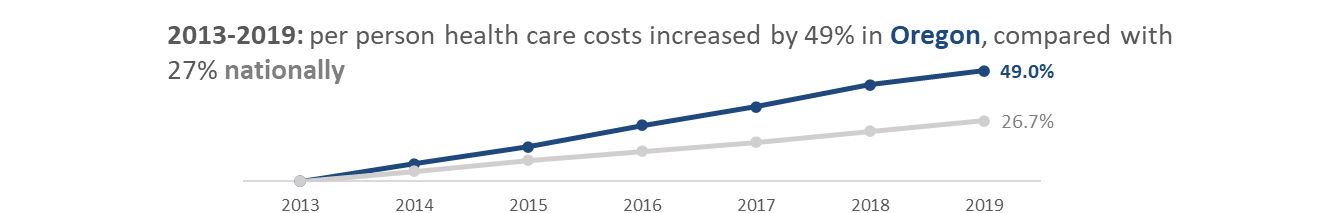 2013-2019: per person health care costs increased by 49% in Oregon, compared with
27% nationally
49.0%
26.7%
2013 2014 2015 2016 2017 2018 2019